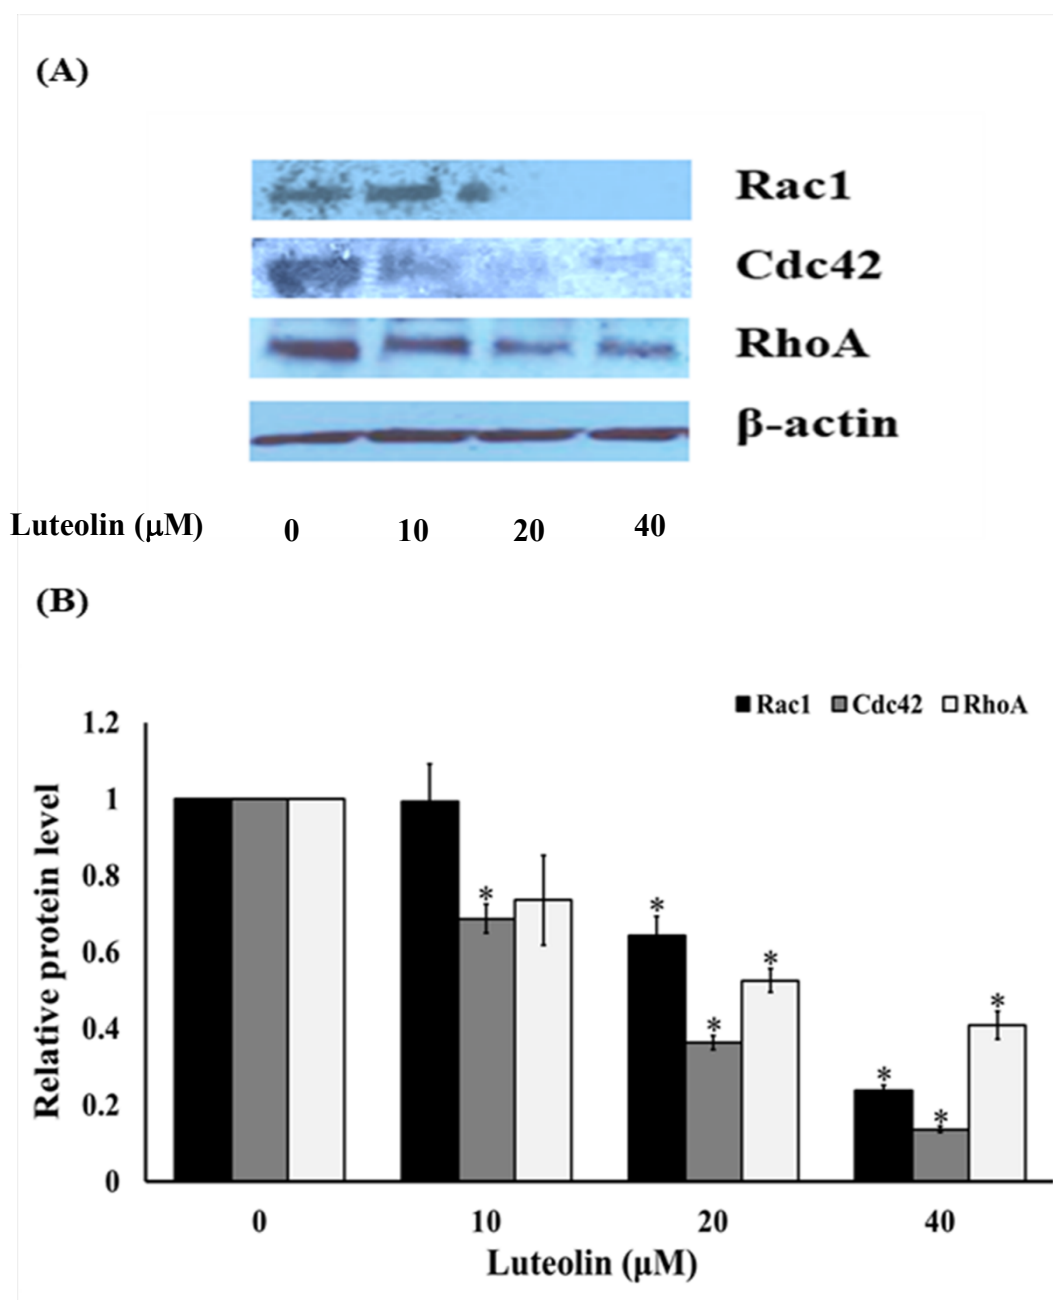 (A)
Rac1
Cdc42
RhoA
β-actin
Luteolin (μM) 0 10 20 40
(B)
Rac1 Cdc42 RhoA
1.2
1
0.8
0.6
0.4
0.2
0
Relative protein level
* * * * * * *
0 10 20 40
Luteolin (μM)